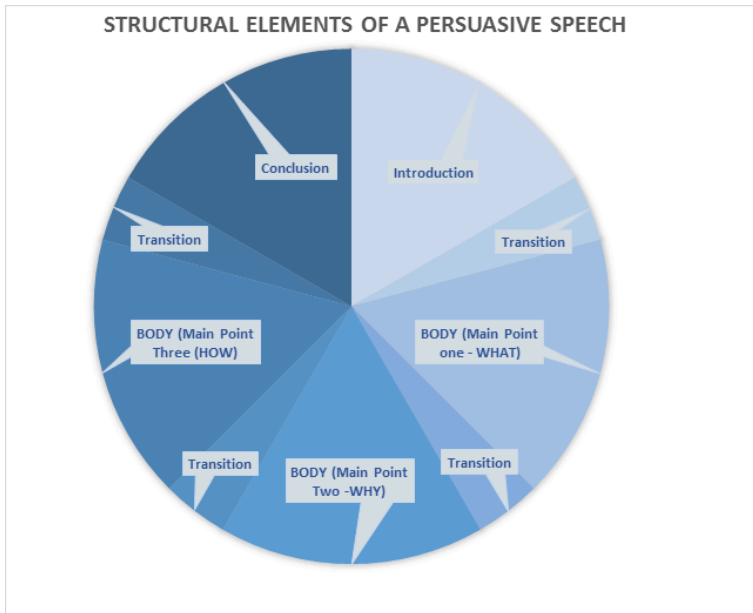 STRUCTURAL ELEMENTS OF A PERSUASIVE SPEECH
Introduction
Transition
BODY (Main Point
one - WHAT)
Transition
BODY (Main Point
Two -WHY)
Transition
BODY (Main Point
Three (HOW)
Transition
Conclusion